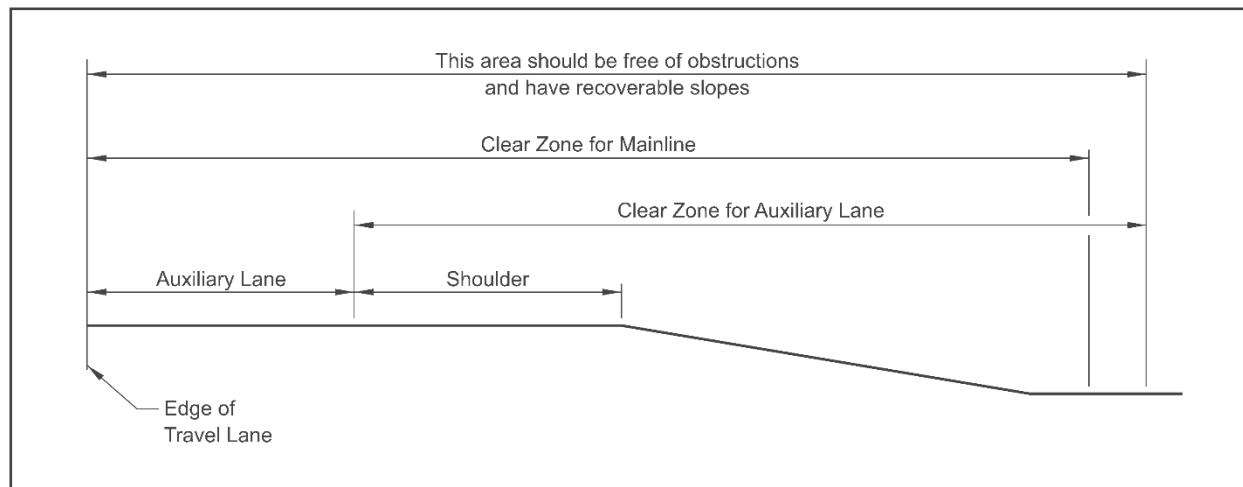 This area should be free of obstructions
and have recoverable slopes
Clear Zone for Mainline
Clear Zone for Auxiliary Lane
Auxiliary Lane
Shoulder
Edge of
Travel Lane